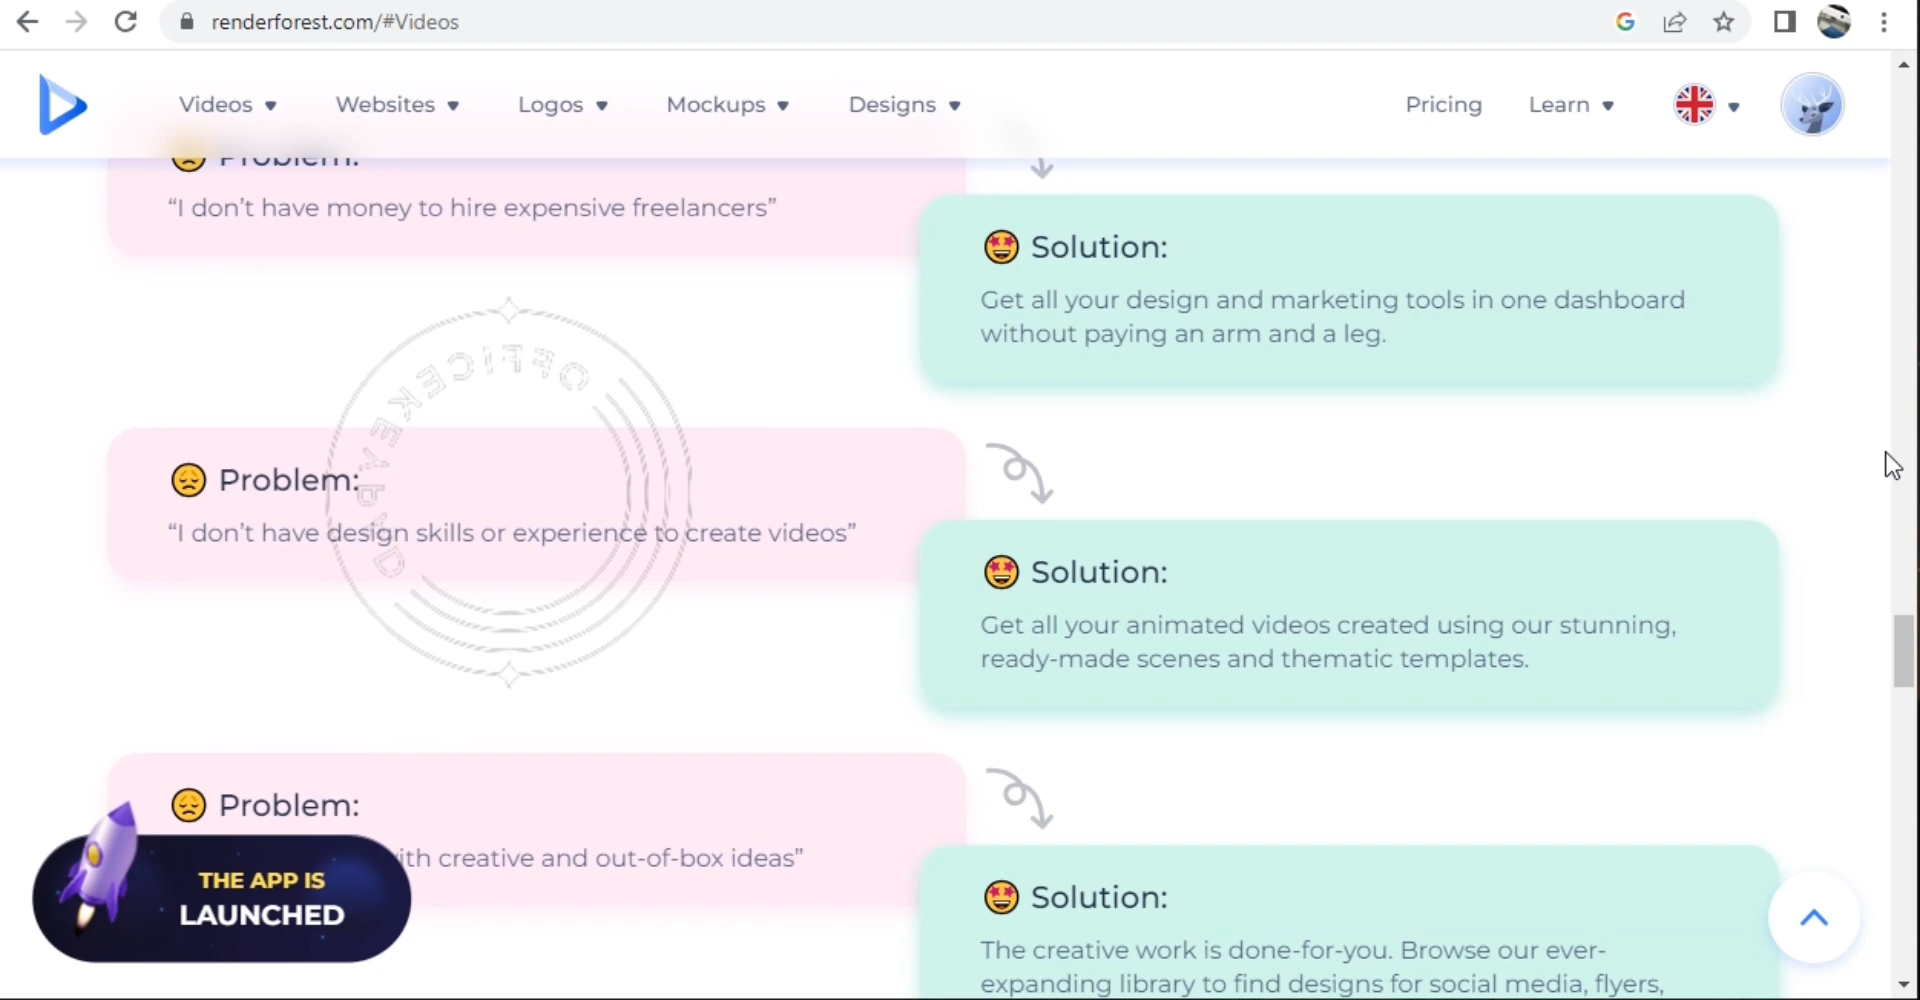 renderforest.com/#Videos
Videos Websites Logos Mockups Designs Pricing Learn
Problem:
“I don’t have money to hire expensive freelancers”
Solution:
Get all your design and marketing tools in one dashboard
without paying an arm and a leg.
OFFICEKEYPAD
Problem:
“I don’t have design skills or experience to create videos”
Solution:
Get all your animated videos created using our stunning,
ready-made scenes and thematic templates.
Problem:
with creative and out-of-box ideas”
THE APP IS
LAUNCHED
Solution:
The creative work is done-for-you. Browse our ever-
expanding library to find designs for social media, flyers,